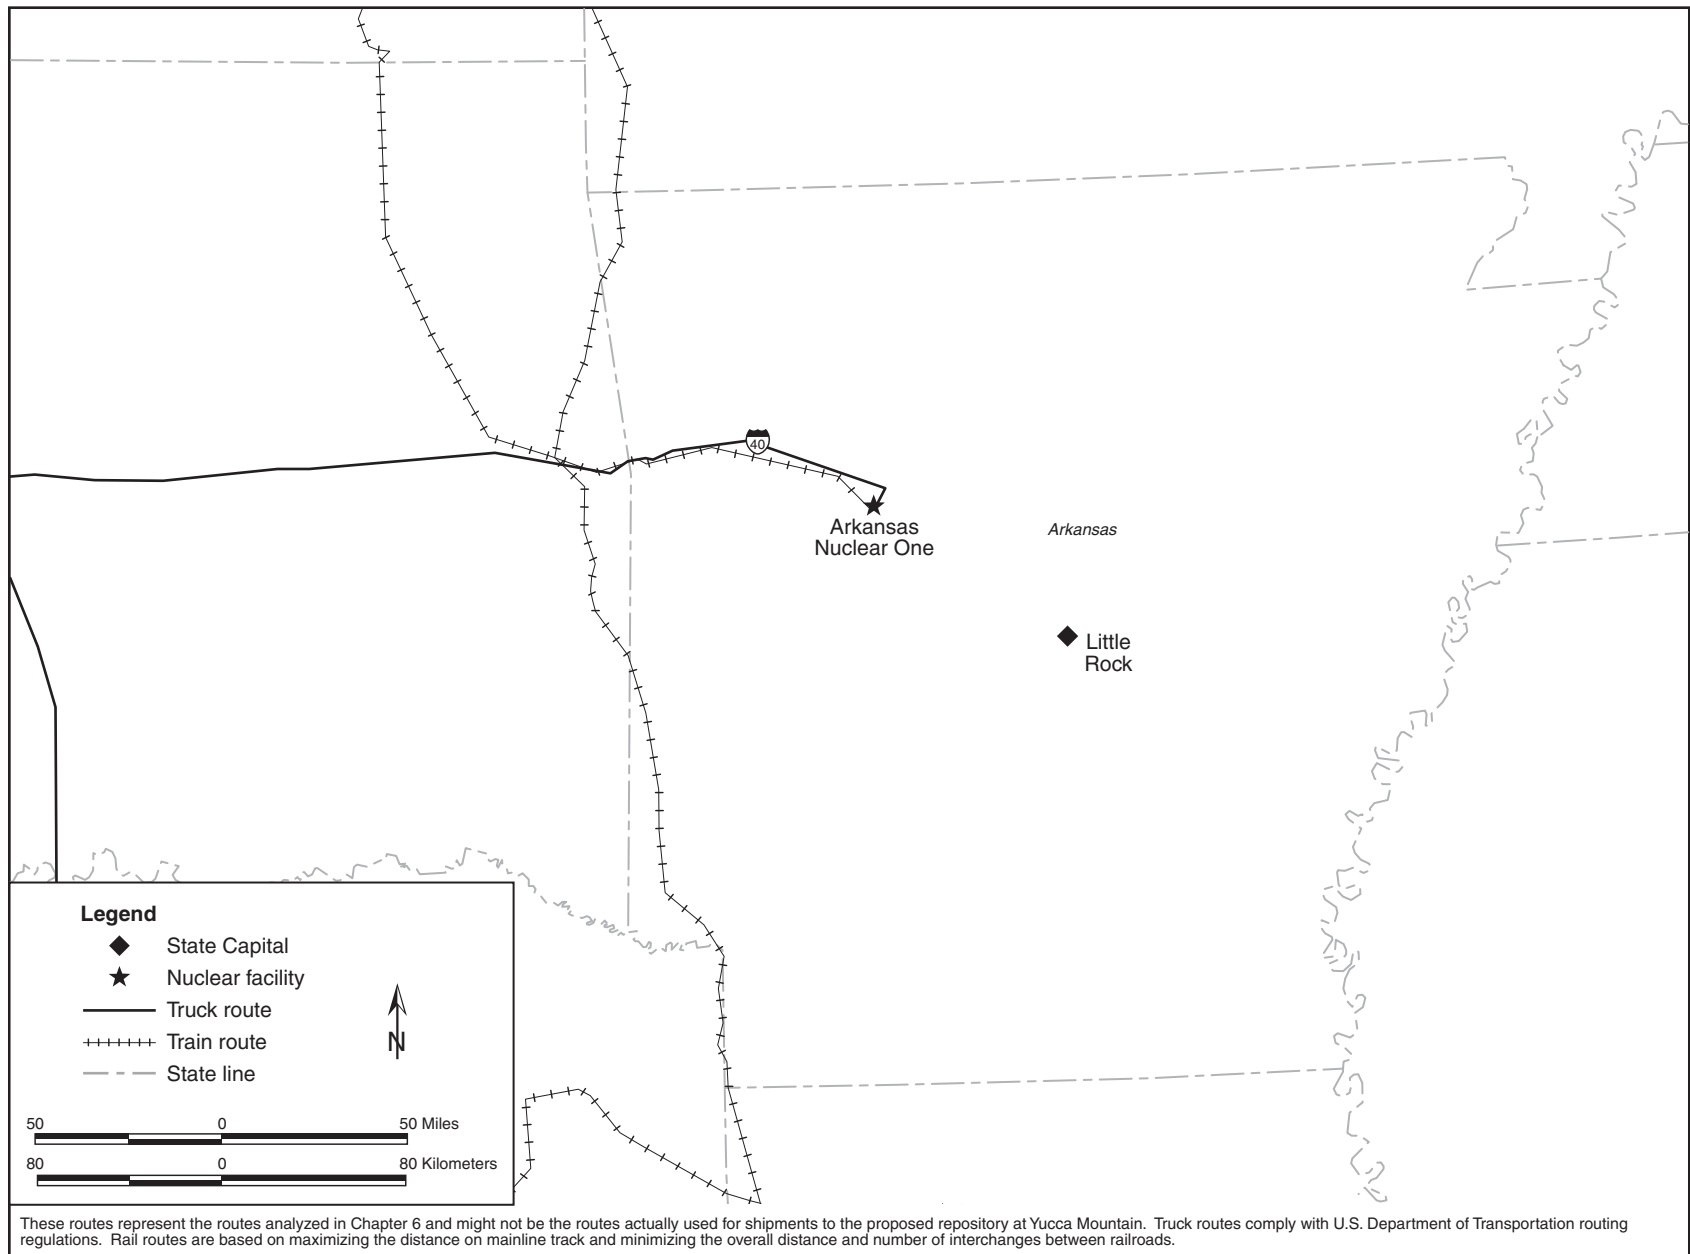 40
Arkansas
Nuclear One
Arkansas
Little
Rock
Legend
State Capital
Nuclear facility
Truck route
Train route
State line
N
50 0 50 Miles
80 0 80 Kilometers
These routes represent the routes analyzed in Chapter 6 and might not be the routes actually used for shipments to the proposed repository at Yucca Mountain. Truck routes comply with U.S. Department of Transportation routing
regulations. Rail routes are based on maximizing the distance on mainline track and minimizing the overall distance and number of interchanges between railroads.